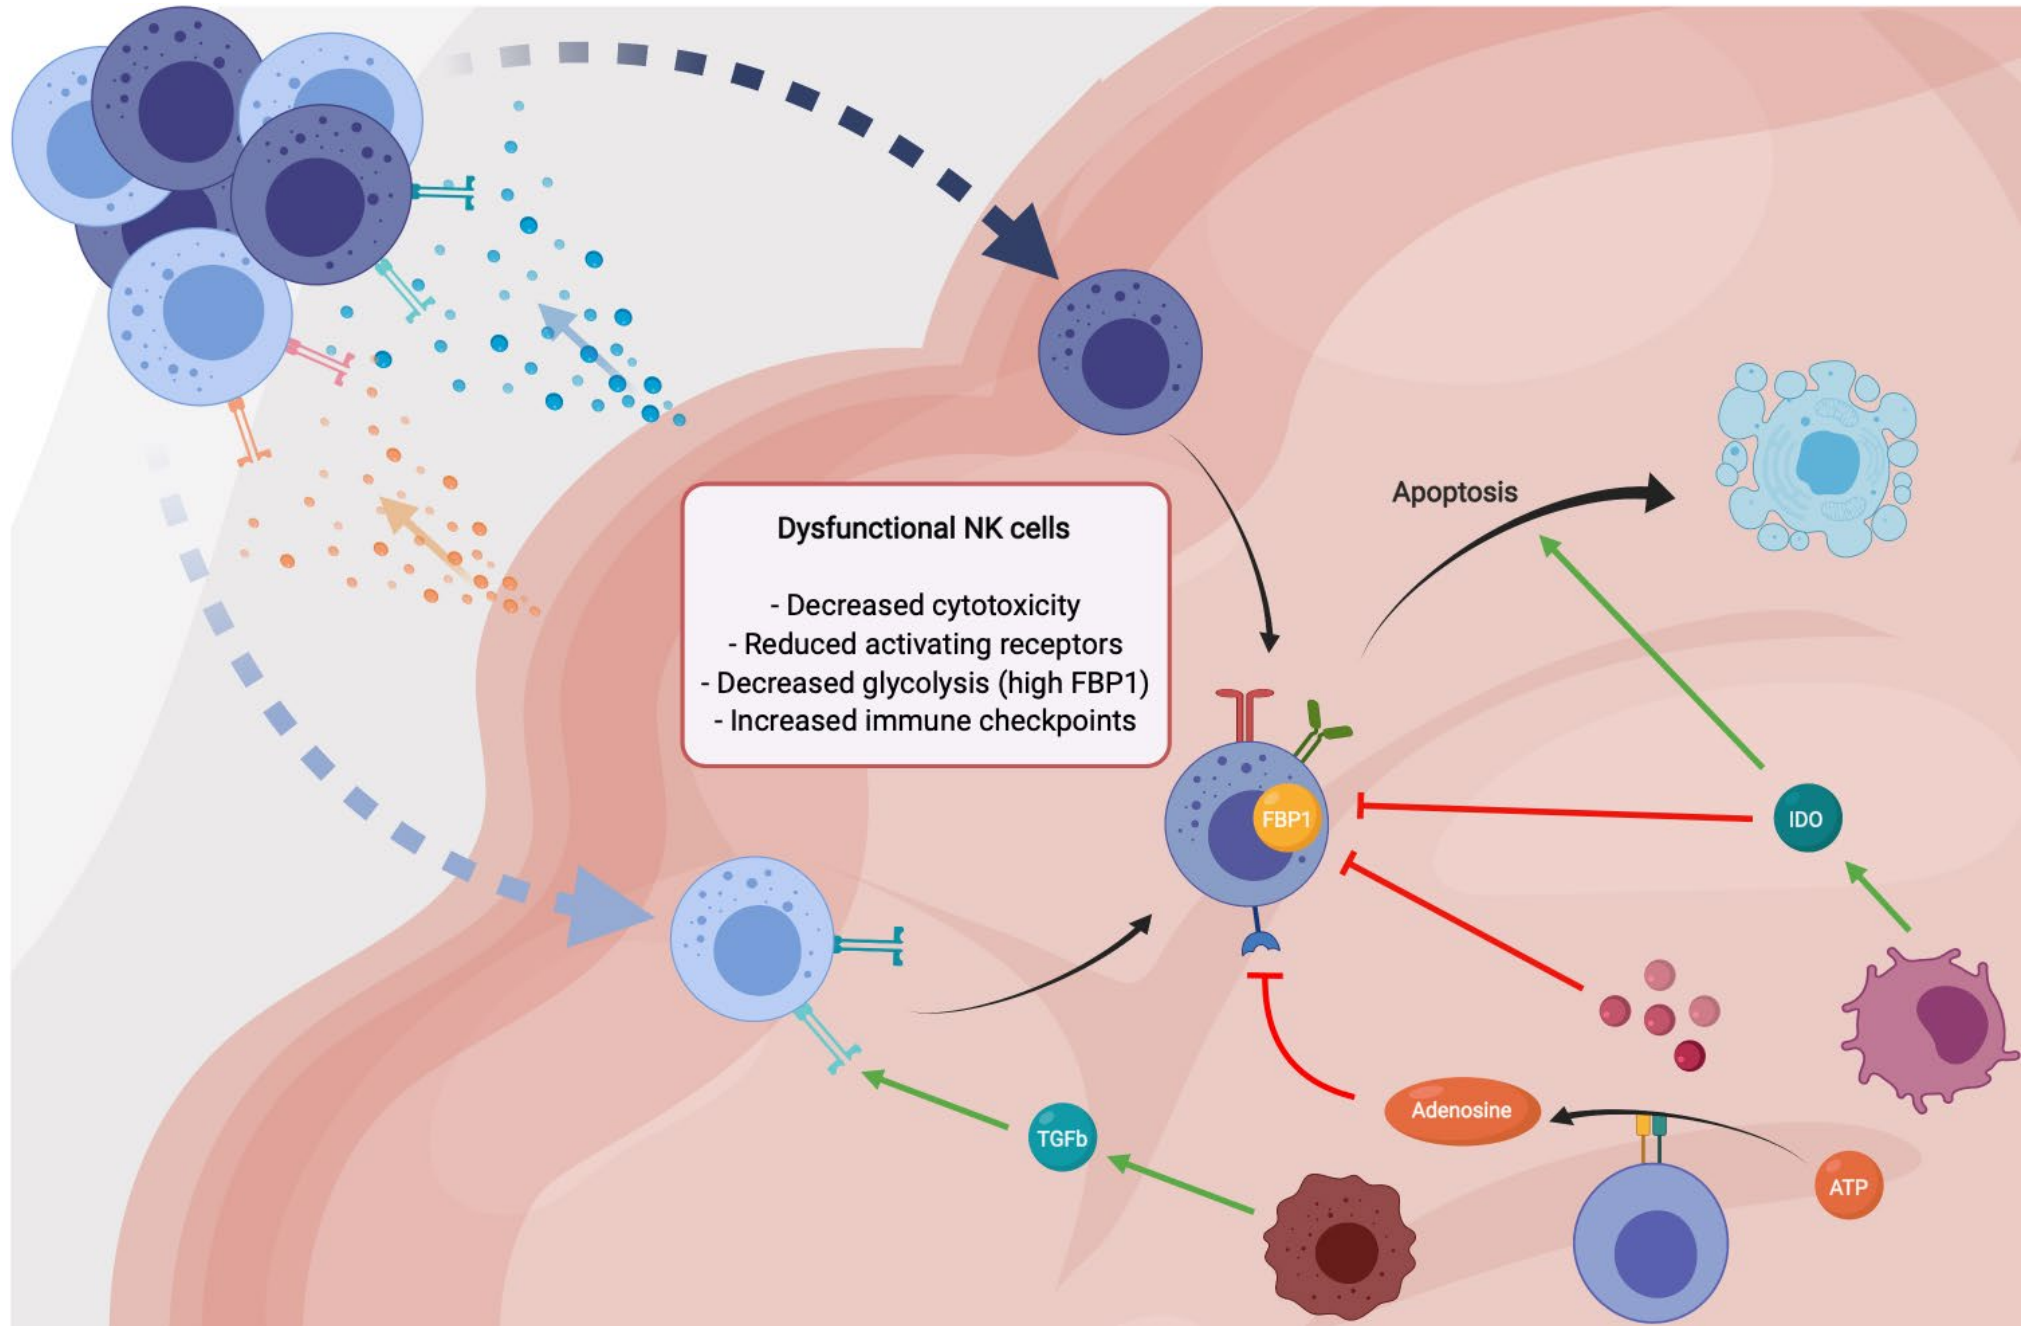 Apoptosis
Dysfunctional NK cells
- Decreased cytotoxicity
- Reduced activating receptors
- Decreased glycolysis (high FBP1)
- Increased immune checkpoints
FBP1
IDO
Adenosine
TGFb
ATP